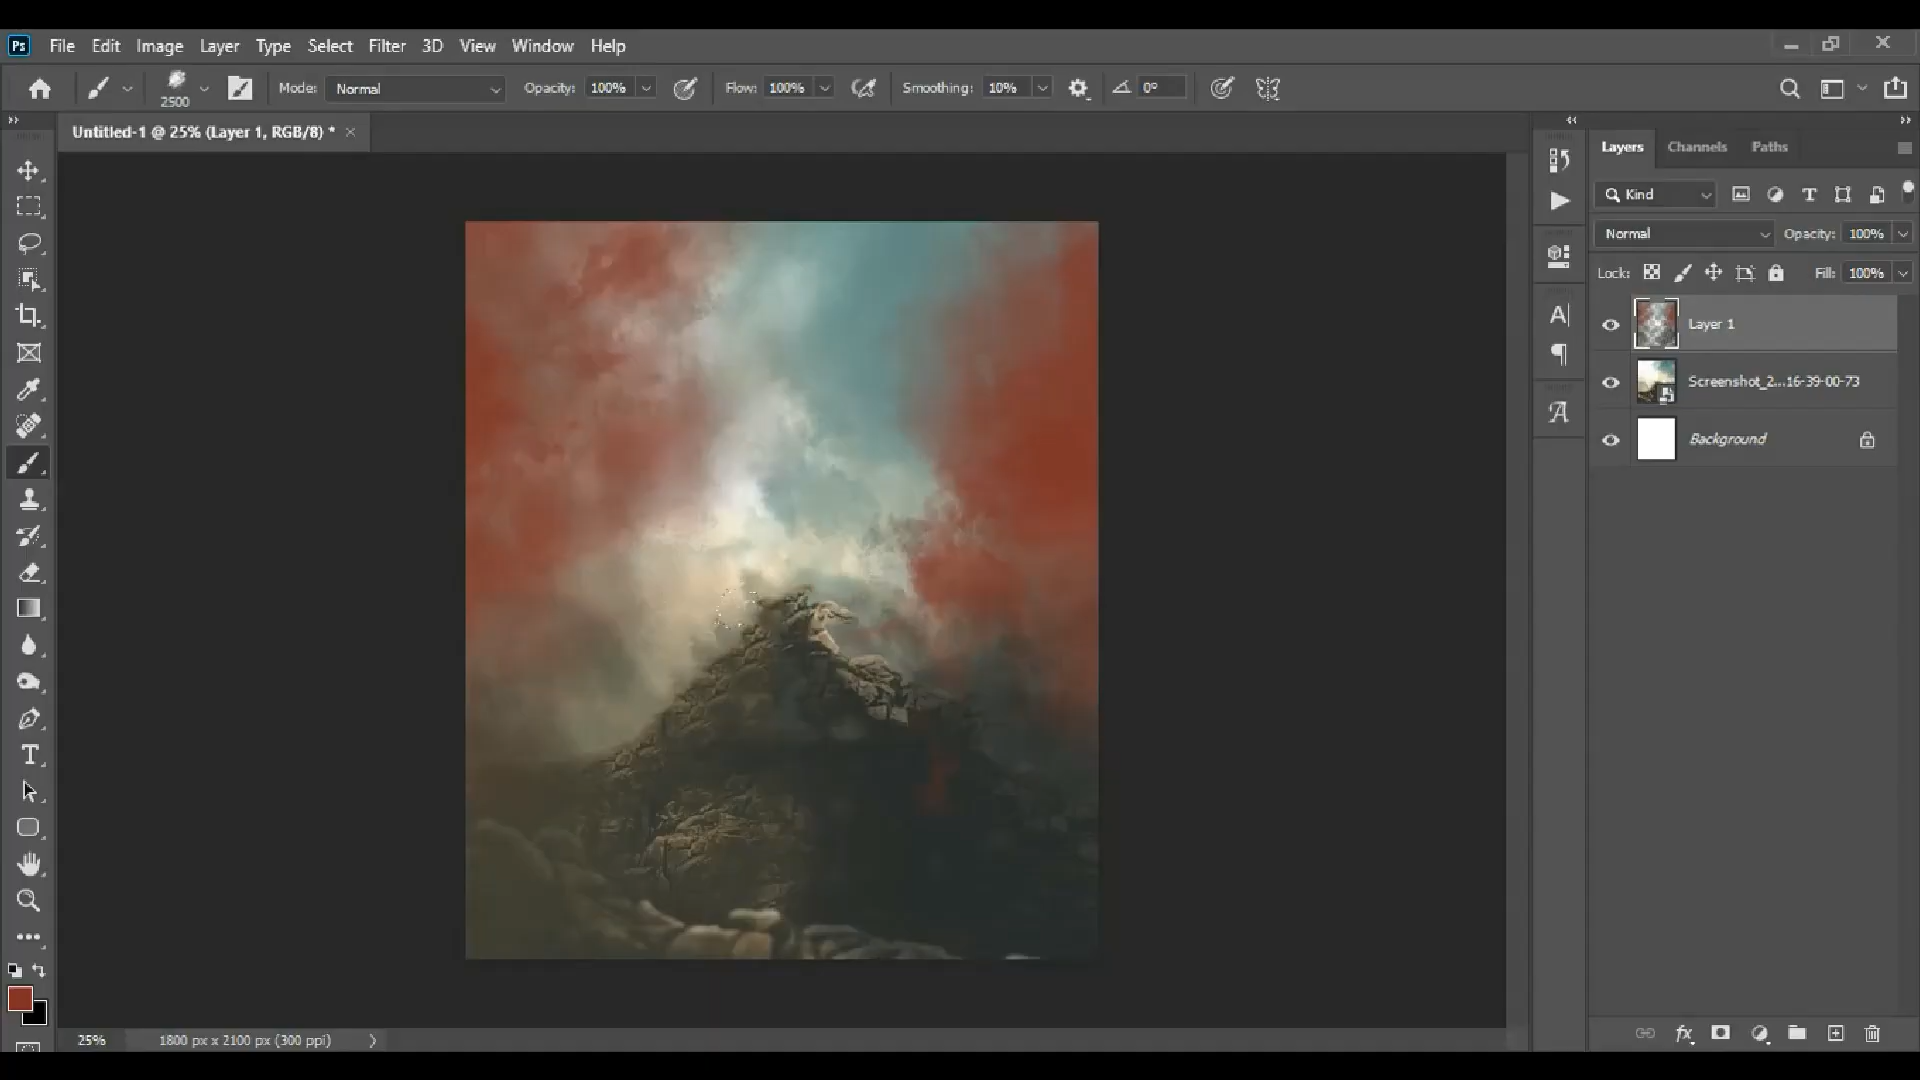 Ps File Edit Image Layer Type Select Filter 3D View Window Help
2500 Mode: Normal Opacity: 100% Flow: 100% Smoothing: 10% 0°
Untitled-1 @ 25% (Layer 1, RGB/8) *
Layers Channels Paths
Kind
Normal Opacity: 100%
Lock: Fill: 100%
Layer 1
Screenshot_2...16-39-00-73
Background
25% 1800 px x 2100 px (300 ppi)